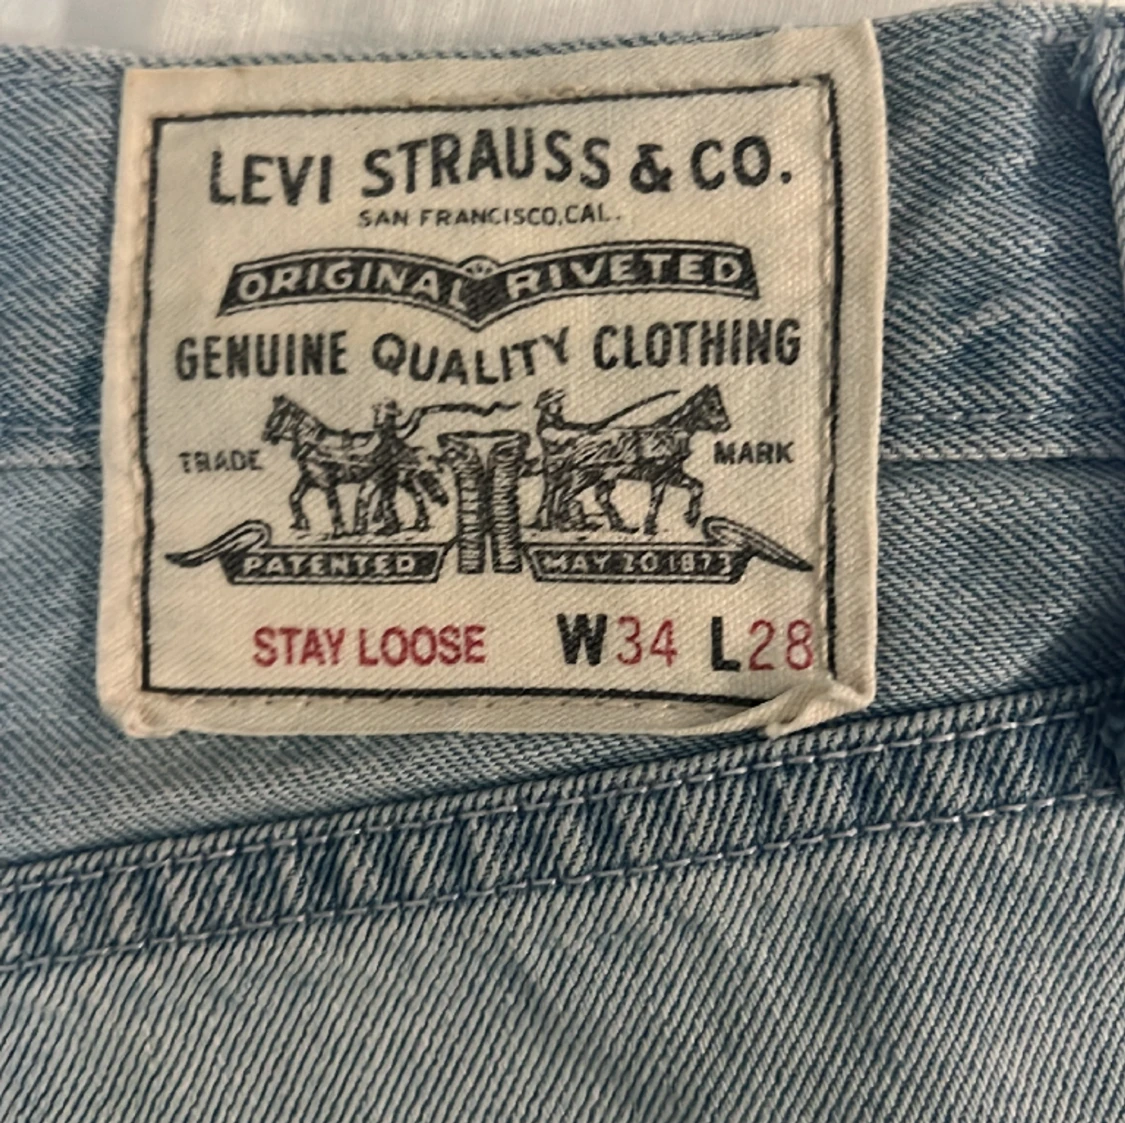 LEVI STRAUSS & CO.
SAN FRANCISCO,CAL.
ORIGINAL RIVETED
GENUINE QUALITY CLOTHING
TRADE MARK
PATENTED MAY 20 1873
STAY LOOSE W34 L28